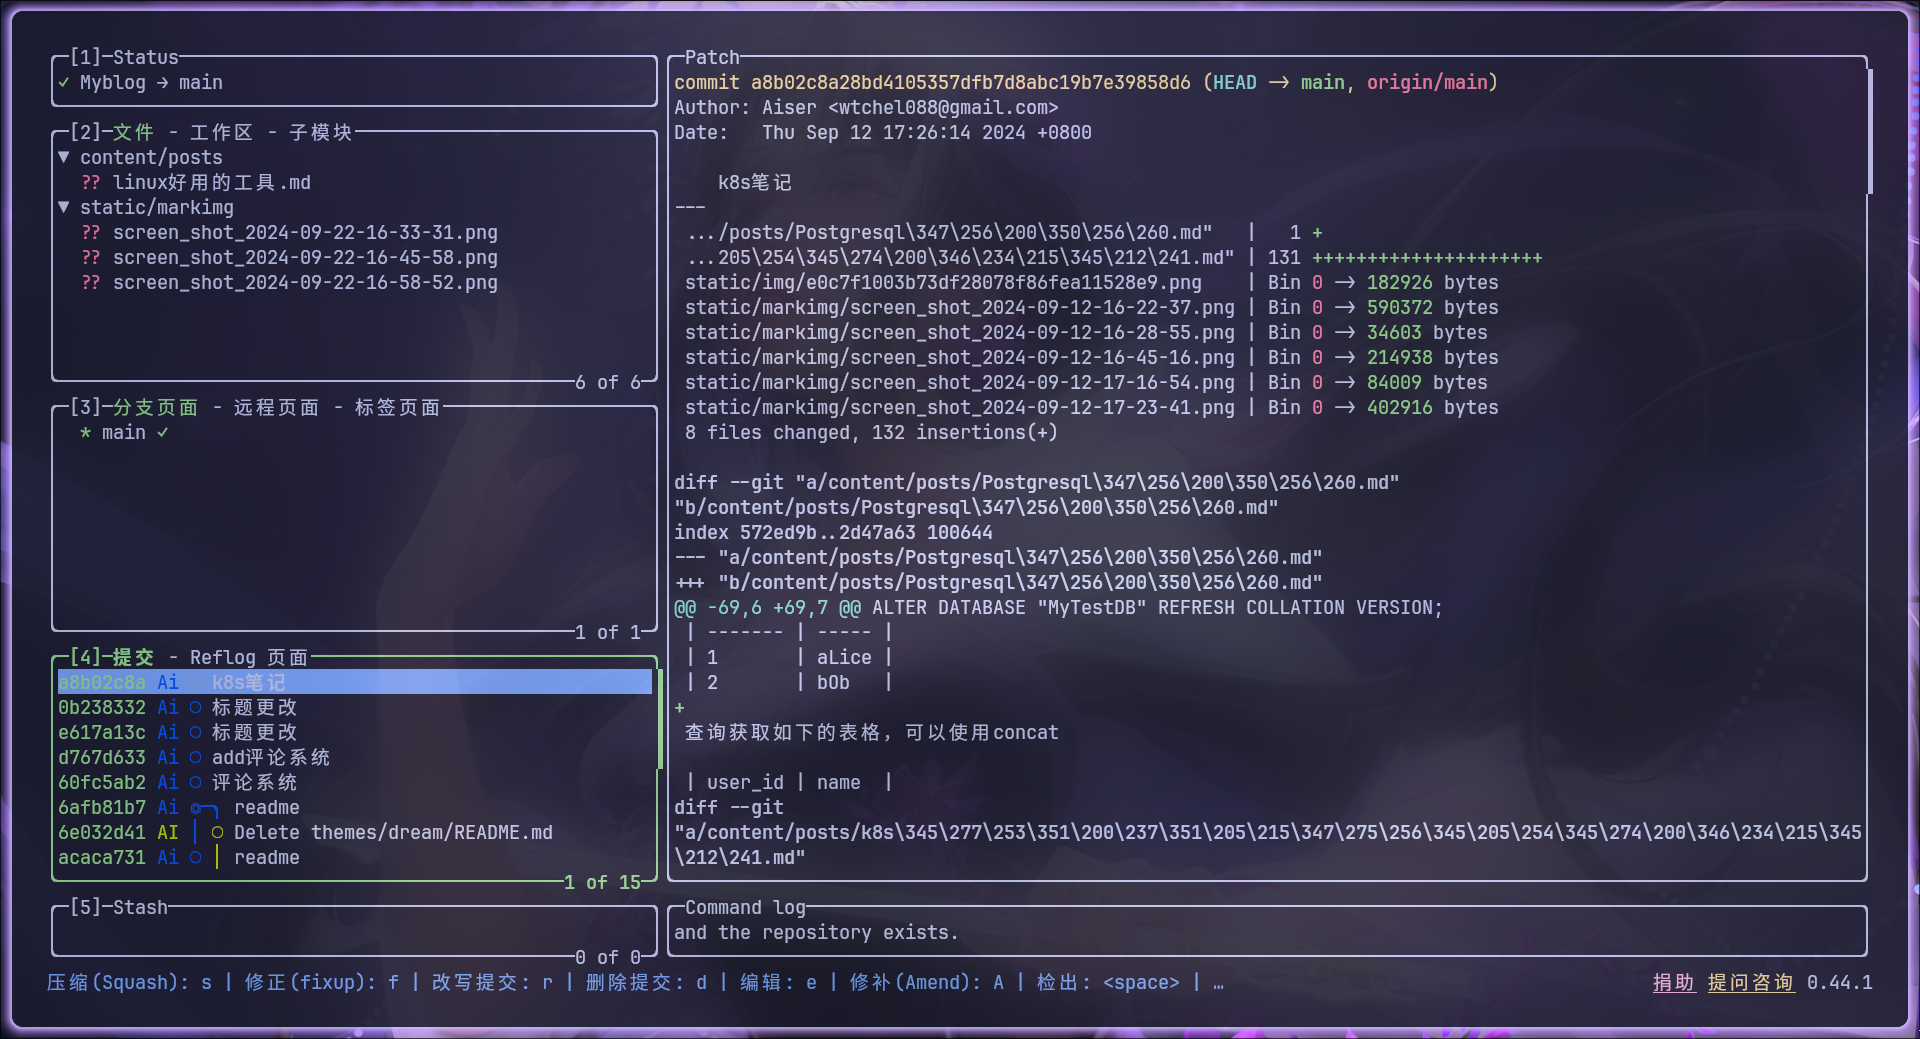 [1]─Status
✓ Myblog → main
[2]─文件 - 工作区 - 子模块
▼ content/posts
?? linux好用的工具.md
▼ static/markimg
?? screen_shot_2024-09-22-16-33-31.png
?? screen_shot_2024-09-22-16-45-58.png
?? screen_shot_2024-09-22-16-58-52.png
6 of 6
[3]─分支页面 - 远程页面 - 标签页面
* main ✓
1 of 1
[4]─提交 - Reflog 页面
a8b02c8a Ai k8s笔记
0b238332 Ai ○ 标题更改
e617a13c Ai ○ 标题更改
d767d633 Ai ○ add评论系统
60fc5ab2 Ai ○ 评论系统
6afb81b7 Ai ⏣─╮ readme
6e032d41 AI │ ○ Delete themes/dream/README.md
acaca731 Ai ○ │ readme
1 of 15
[5]─Stash
0 of 0
Patch
commit a8b02c8a28bd4105357dfb7d8abc19b7e39858d6 (HEAD -> main, origin/main)
Author: Aiser <wtchel088@gmail.com>
Date:   Thu Sep 12 17:26:14 2024 +0800
k8s笔记
---
.../posts/Postgresql\347\256\200\350\256\260.md" |   1 +
...205\254\345\274\200\346\234\215\345\212\241.md" | 131 +++++++++++++++++++++
static/img/e0c7f1003b73df28078f86fea11528e9.png | Bin 0 -> 182926 bytes
static/markimg/screen_shot_2024-09-12-16-22-37.png | Bin 0 -> 590372 bytes
static/markimg/screen_shot_2024-09-12-16-28-55.png | Bin 0 -> 34603 bytes
static/markimg/screen_shot_2024-09-12-16-45-16.png | Bin 0 -> 214938 bytes
static/markimg/screen_shot_2024-09-12-17-16-54.png | Bin 0 -> 84009 bytes
static/markimg/screen_shot_2024-09-12-17-23-41.png | Bin 0 -> 402916 bytes
8 files changed, 132 insertions(+)
diff --git "a/content/posts/Postgresql\347\256\200\350\256\260.md"
"b/content/posts/Postgresql\347\256\200\350\256\260.md"
index 572ed9b..2d47a63 100644
--- "a/content/posts/Postgresql\347\256\200\350\256\260.md"
+++ "b/content/posts/Postgresql\347\256\200\350\256\260.md"
@@ -69,6 +69,7 @@ ALTER DATABASE "MyTestDB" REFRESH COLLATION VERSION;
| ------- | ----- |
| 1       | aLice |
| 2       | bOb   |
+
查询获取如下的表格，可以使用concat
| user_id | name  |
diff --git
"a/content/posts/k8s\345\277\253\351\200\237\351\205\215\347\275\256\345\205\254\345\274\200\346\234\215\345
\212\241.md"
Command log
and the repository exists.
压缩(Squash): s | 修正(fixup): f | 改写提交: r | 删除提交: d | 编辑: e | 修补(Amend): A | 检出: <space> | …
捐助 提问咨询 0.44.1